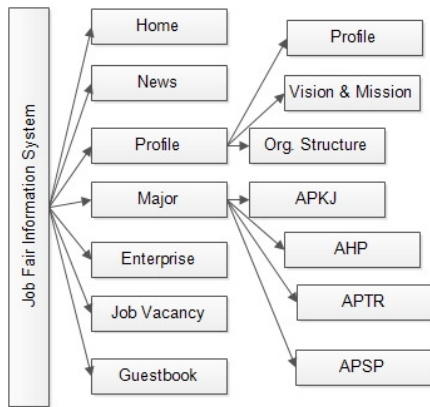 Job Fair Information System
Home
News
Profile
Major
Enterprise
Job Vacancy
Guestbook
Profile
Vision & Mission
Org. Structure
APKJ
AHP
APTR
APSP